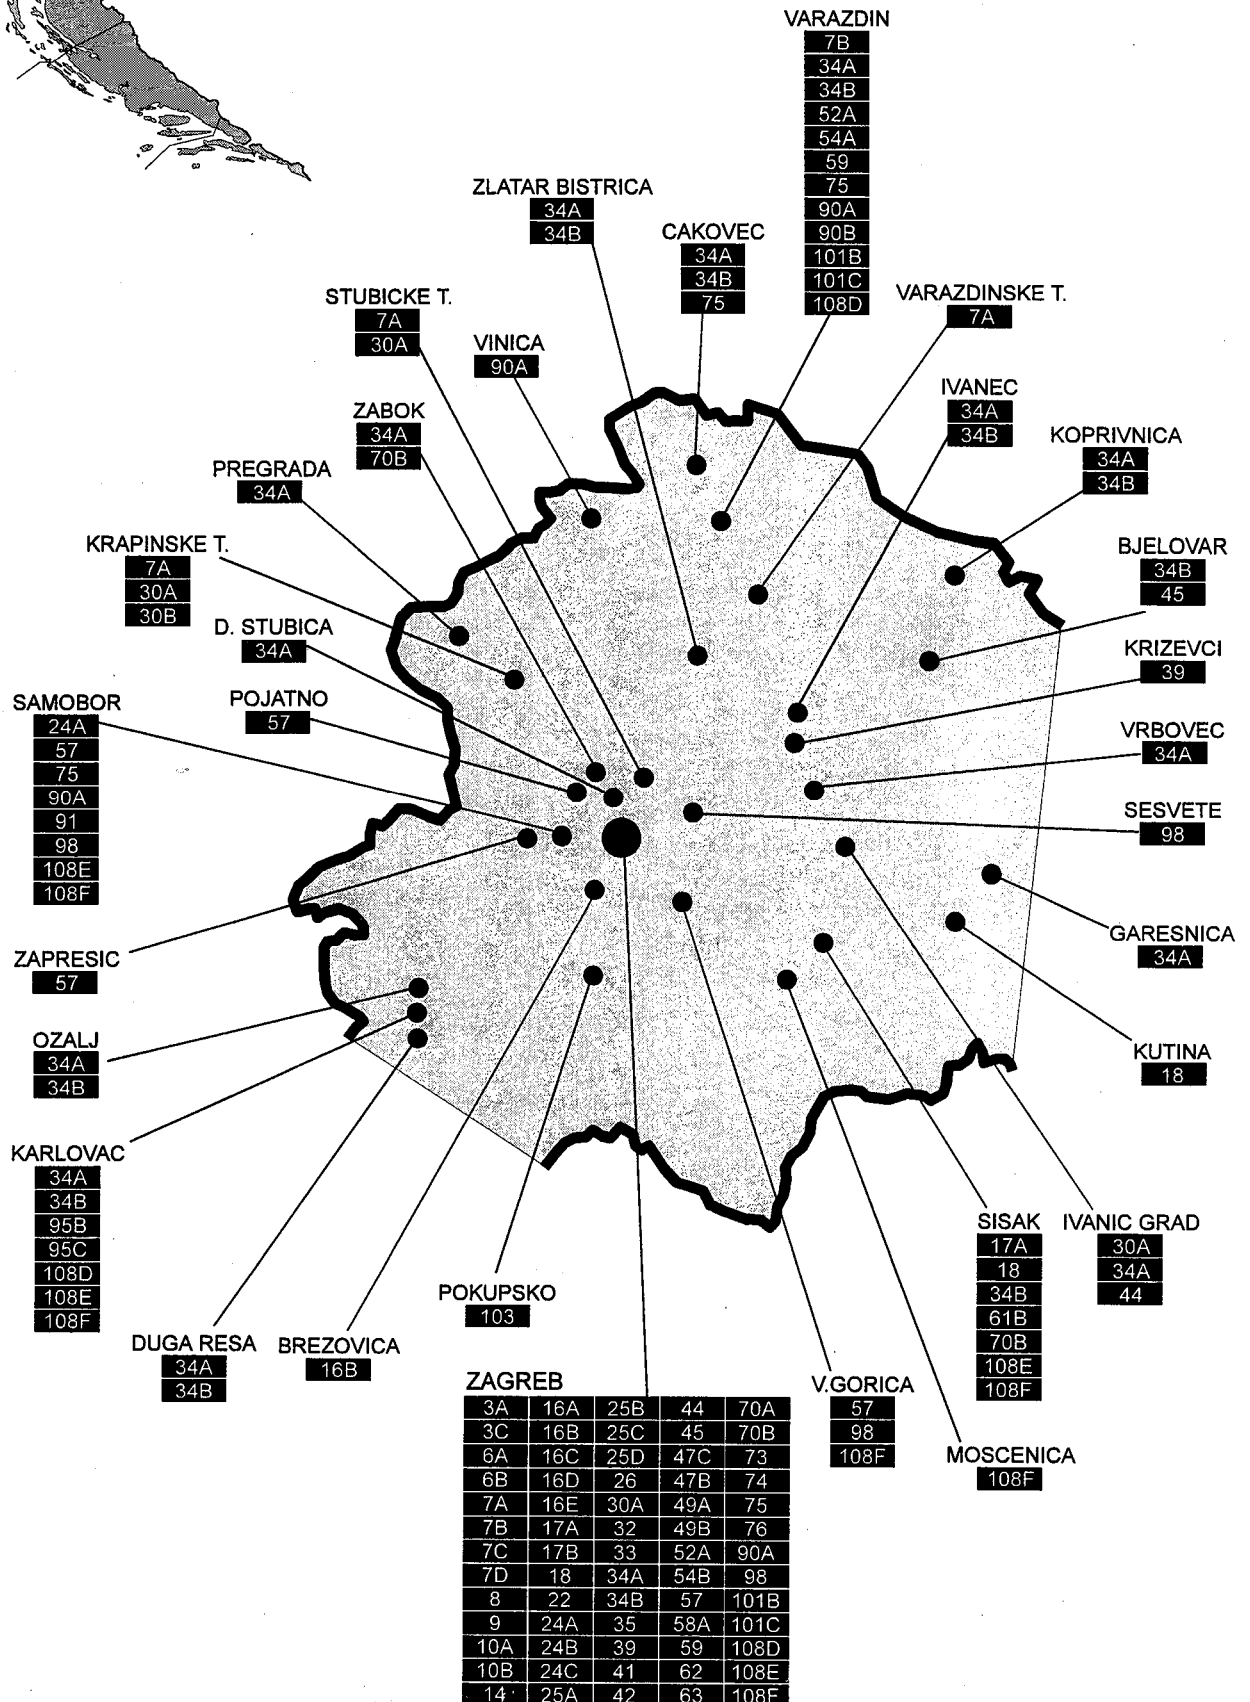 VARAZDIN
7B
34A
34B
52A
54A
59
75
90A
90B
101B
101C
108D
ZLATAR BISTRICA
34A
34B
CAKOVEC
34A
34B
75
VARAZDINSKE T.
7A
STUBICKE T.
7A
30A
VINICA
90A
IVANEC
34A
34B
ZABOK
34A
70B
KOPRIVNICA
34A
34B
PREGRADA
34A
KRAPINSKE T.
7A
30A
30B
BJELOVAR
34B
45
D. STUBICA
34A
KRIZEVCI
39
SAMOBOR
24A
57
75
90A
91
98
108E
108F
POJATNO
57
VRBOVEC
34A
SESVETE
98
GARESNICA
34A
ZAPRESIC
57
OZALJ
34A
34B
KUTINA
18
KARLOVAC
34A
34B
95B
95C
108D
108E
108F
SISAK
17A
18
34B
61B
70B
108E
108F
IVANIC GRAD
30A
34A
44
POKUPSKO
103
DUGA RESA
34A
34B
BREZOVICA
16B
V.GORICA
57
98
108F
MOSCENICA
108F
ZAGREB
3A 16A 25B 44 70A
3C 16B 25C 45 70B
6A 16C 25D 47C 73
6B 16D 26 47B 74
7A 16E 30A 49A 75
7B 17A 32 49B 76
7C 17B 33 52A 90A
7D 18 34A 54B 98
8 22 34B 57 101B
9 24A 35 58A 101C
10A 24B 39 59 108D
10B 24C 41 62 108E
14 25A 42 63 108F